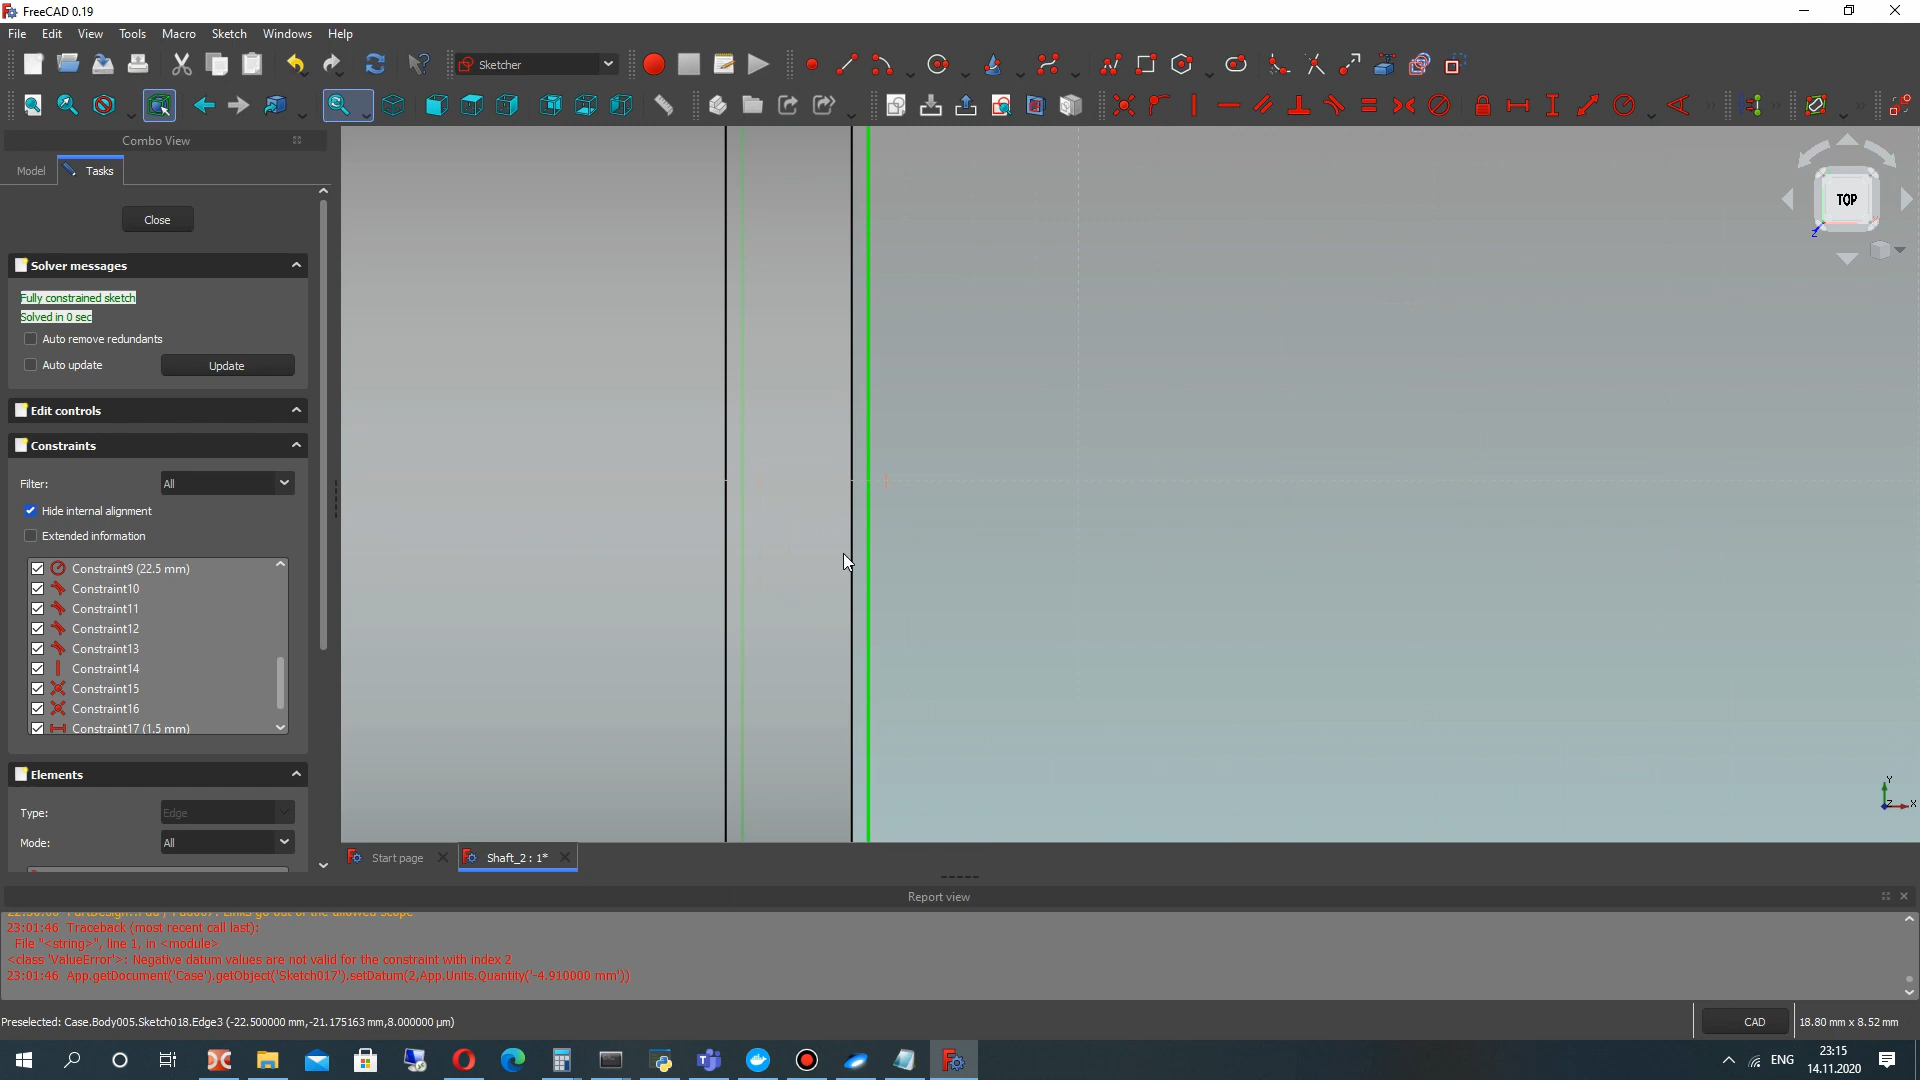 FreeCAD 0.19
File Edit View Tools Macro Sketch Windows Help
Sketcher
Combo View
Model Tasks
Close
Solver messages
Fully constrained sketch
Solved in 0 sec
Auto remove redundants
Auto update Update
Edit controls
Constraints
Filter: All
Hide internal alignment
Extended information
Constraint9 (22.5 mm)
Constraint10
Constraint11
Constraint12
Constraint13
Constraint14
Constraint15
Constraint16
Constraint17 (1.5 mm)
Elements
Type: Edge
Mode: All
TOP
Z
Y
X
Z
Start page Shaft_2 : 1*
Report view
23:01:46 Traceback (most recent call last):
File "<string>", line 1, in <module>
<class 'ValueError'>: Negative datum values are not valid for the constraint with index 2
23:01:46 App.getDocument('Case').getObject('Sketch017').setDatum(2,App.Units.Quantity('-4.910000 mm'))
Preselected: Case.Body005.Sketch018.Edge3 (-22.500000 mm,-21.175163 mm,8.000000 µm)
CAD 18.80 mm x 8.52 mm
ENG
23:15
14.11.2020